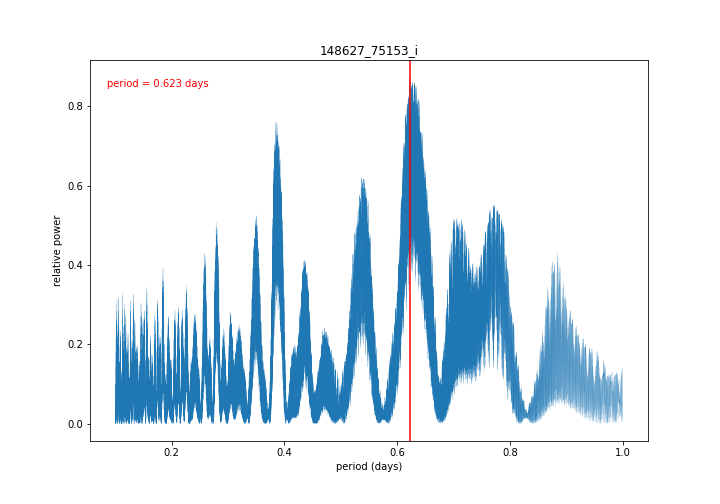 148627_75153_i
period = 0.623 days
relative power
0.8
0.6
0.4
0.2
0.0
0.2 0.4 0.6 0.8 1.0
period (days)